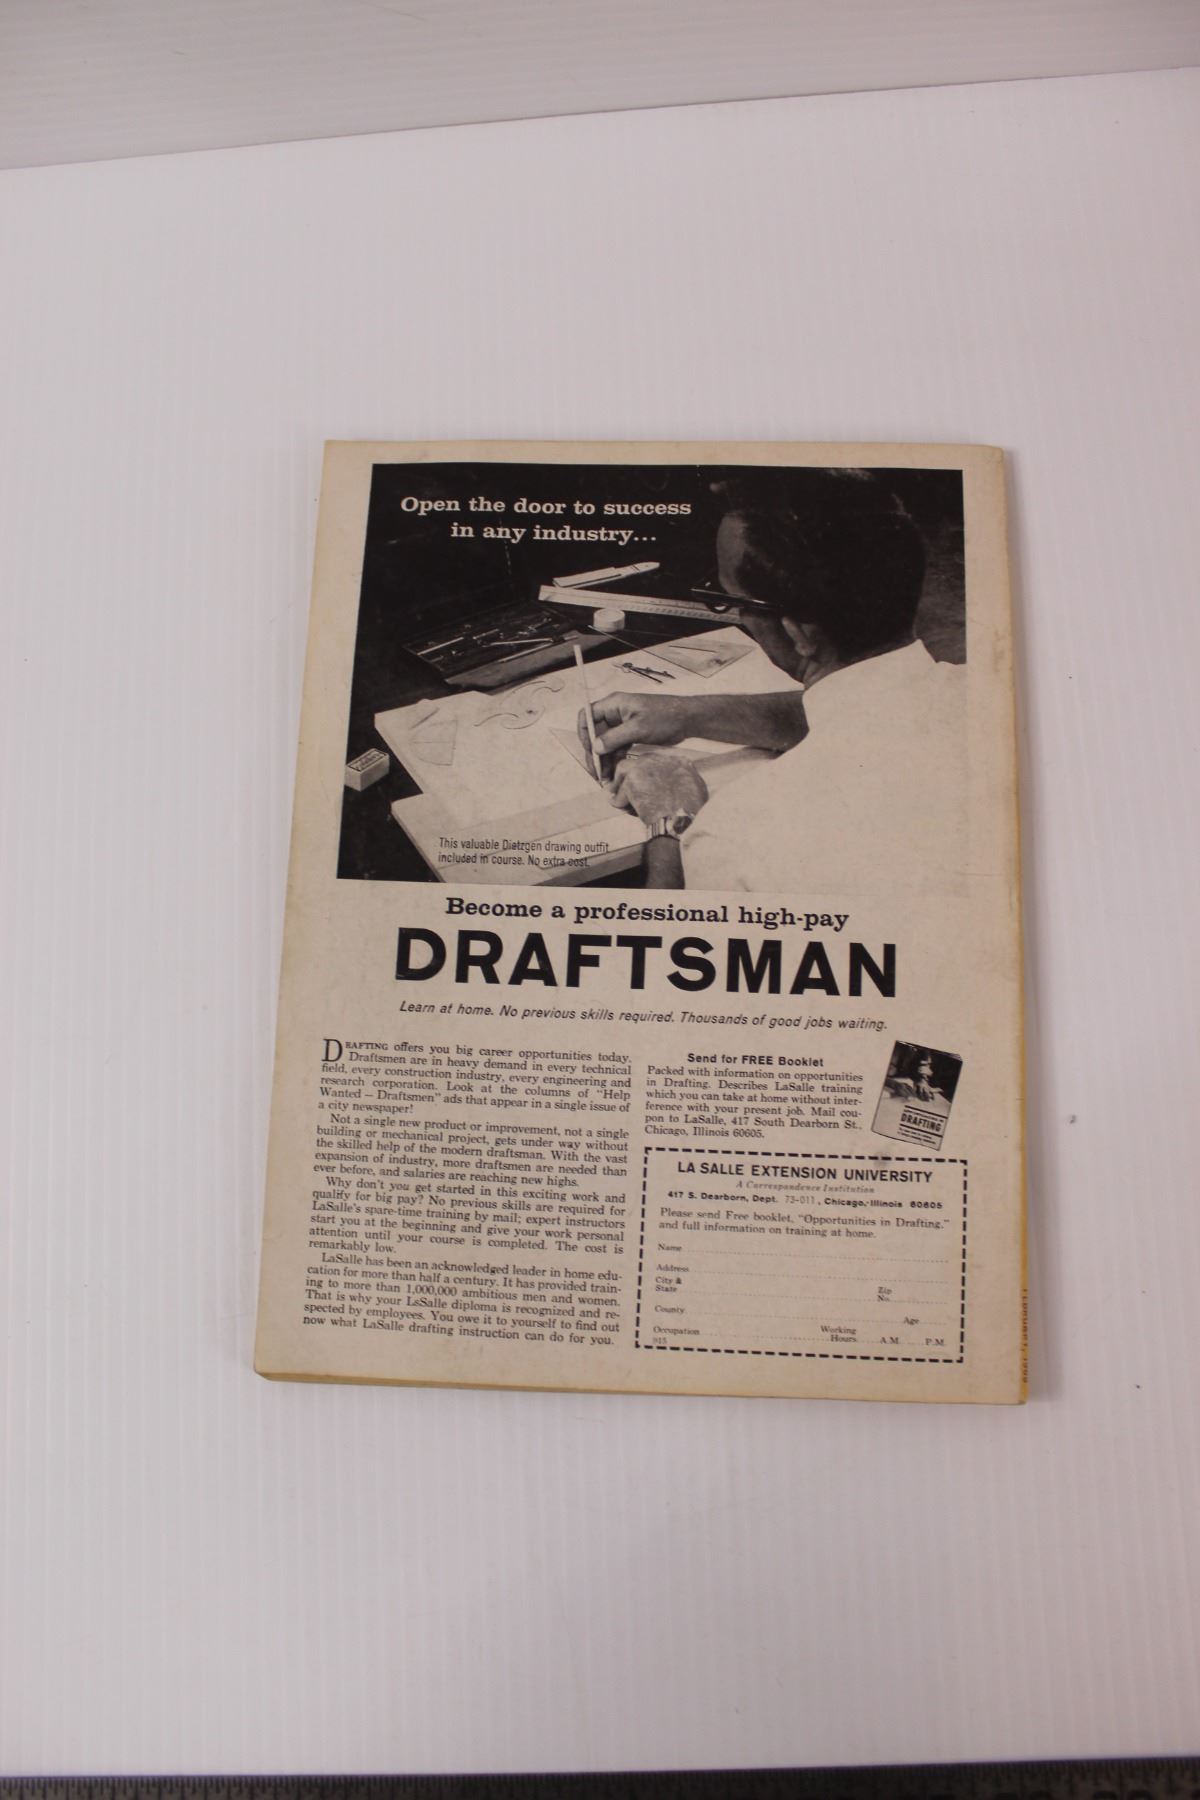 Open the door to success
in any industry...
This valuable Dietzgen drawing outfit
included in course. No extra cost.
Become a professional high-pay
DRAFTSMAN
Learn at home. No previous skills required. Thousands of good jobs waiting.
DRAFTING offers you big career opportunities today.
Draftsmen are in heavy demand in every technical
field, every construction industry, every engineering and
research corporation. Look at the columns of "Help
Wanted — Draftsmen" ads that appear in a single issue of
a city newspaper!
Not a single new product or improvement, not a single
building or mechanical project, gets under way without
the skilled help of the modern draftsman. With the vast
expansion of industry, more draftsmen are needed than
ever before, and salaries are reaching new highs.
Why don't you get started in this exciting work and
qualify for big pay? No previous skills are required for
LaSalle's spare-time training by mail; expert instructors
start you at the beginning and give your work personal
attention until your course is completed. The cost is
remarkably low.
LaSalle has been an acknowledged leader in home edu-
cation for more than half a century. It has provided train-
ing to more than 1,000,000 ambitious men and women.
That is why your LaSalle diploma is recognized and re-
spected by employees. You owe it to yourself to find out
now what LaSalle drafting instruction can do for you.
Send for FREE Booklet
Packed with information on opportunities
in Drafting. Describes LaSalle training
which you can take at home without inter-
ference with your present job. Mail cou-
pon to LaSalle, 417 South Dearborn St.,
Chicago, Illinois 60605.
DRAFTING
LA SALLE EXTENSION UNIVERSITY
A Correspondence Institution
417 S. Dearborn, Dept. 73-011, Chicago, Illinois 60605
Please send Free booklet, "Opportunities in Drafting,"
and full information on training at home.
Name
Address
City &
State
Zip
No.
County
Age
Occupation
Working
Hours A.M. P.M.
915